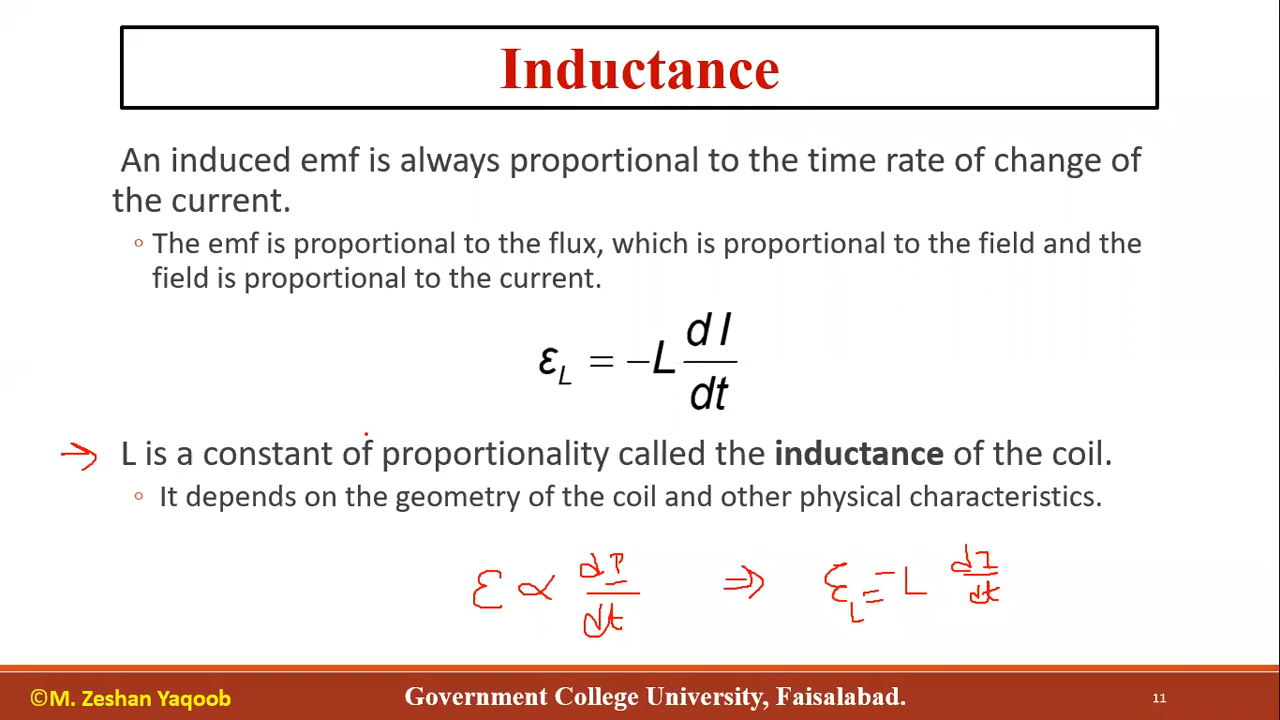 Inductance
An induced emf is always proportional to the time rate of change of
the current.
◦ The emf is proportional to the flux, which is proportional to the field and the
field is proportional to the current.
ε_L = −L dI/dt
→ L is a constant of proportionality called the inductance of the coil.
◦ It depends on the geometry of the coil and other physical characteristics.
ε ∝ dI/dt ⇒ ε_L = −L dI/dt
©M. Zeshan Yaqoob
Government College University, Faisalabad.
11